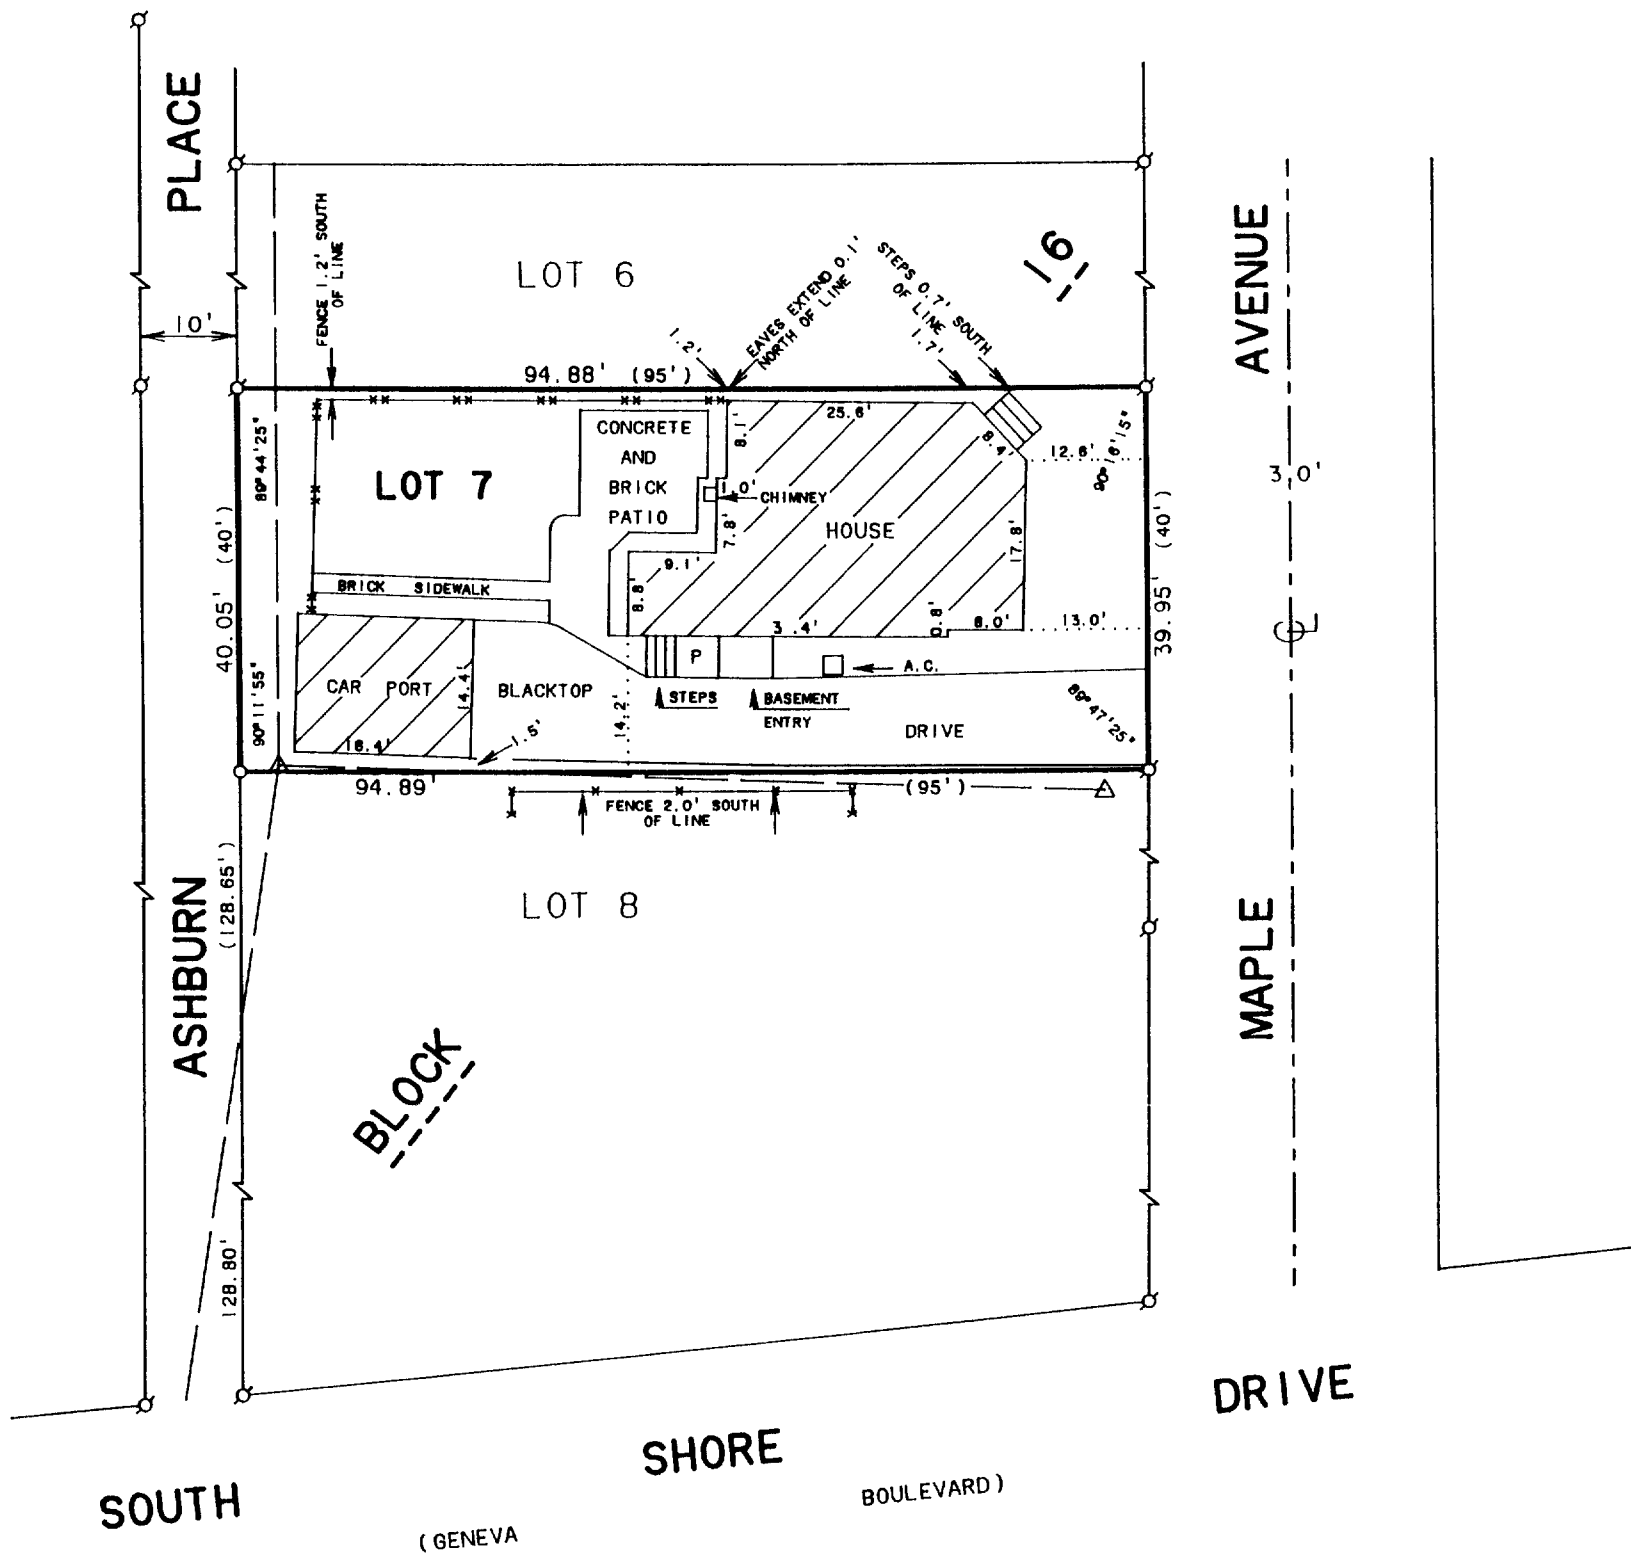 PLACE
AVENUE
LOT 6
16
10'
FENCE 1.2' SOUTH
OF LINE
1.2'
EAVES EXTEND 0.1'
NORTH OF LINE
STEPS 0.7' SOUTH
OF LINE
1.7'
94.88' (95')
89°44'25"
CONCRETE
AND
BRICK
PATIO
8.1'
25.6'
8.4'
12.6'
90°16'15"
3.0'
LOT 7
1.0'
CHIMNEY
HOUSE
7.8'
17.8'
9.1'
8.8'
40.05' (40')
39.95' (40')
BRICK SIDEWALK
3 .4'
0.8'
13.0'
CAR PORT
14.4'
BLACKTOP
P
A.C.
STEPS
BASEMENT
ENTRY
14.2'
DRIVE
90°11'55"
89°47'25"
1.5'
94.89'
(95')
FENCE 2.0' SOUTH
OF LINE
LOT 8
ASHBURN
(128.65')
MAPLE
BLOCK
128.80'
DRIVE
SHORE
SOUTH
BOULEVARD)
(GENEVA